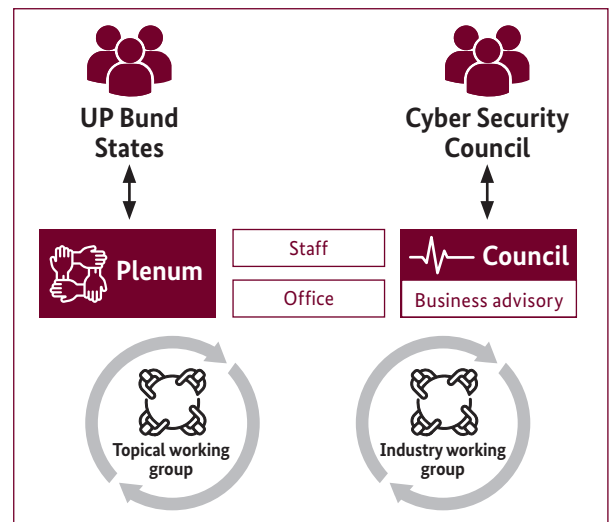 UP Bund
States
Cyber Security
Council
Plenum
Staff
Office
Council
Business advisory
Topical working
group
Industry working
group